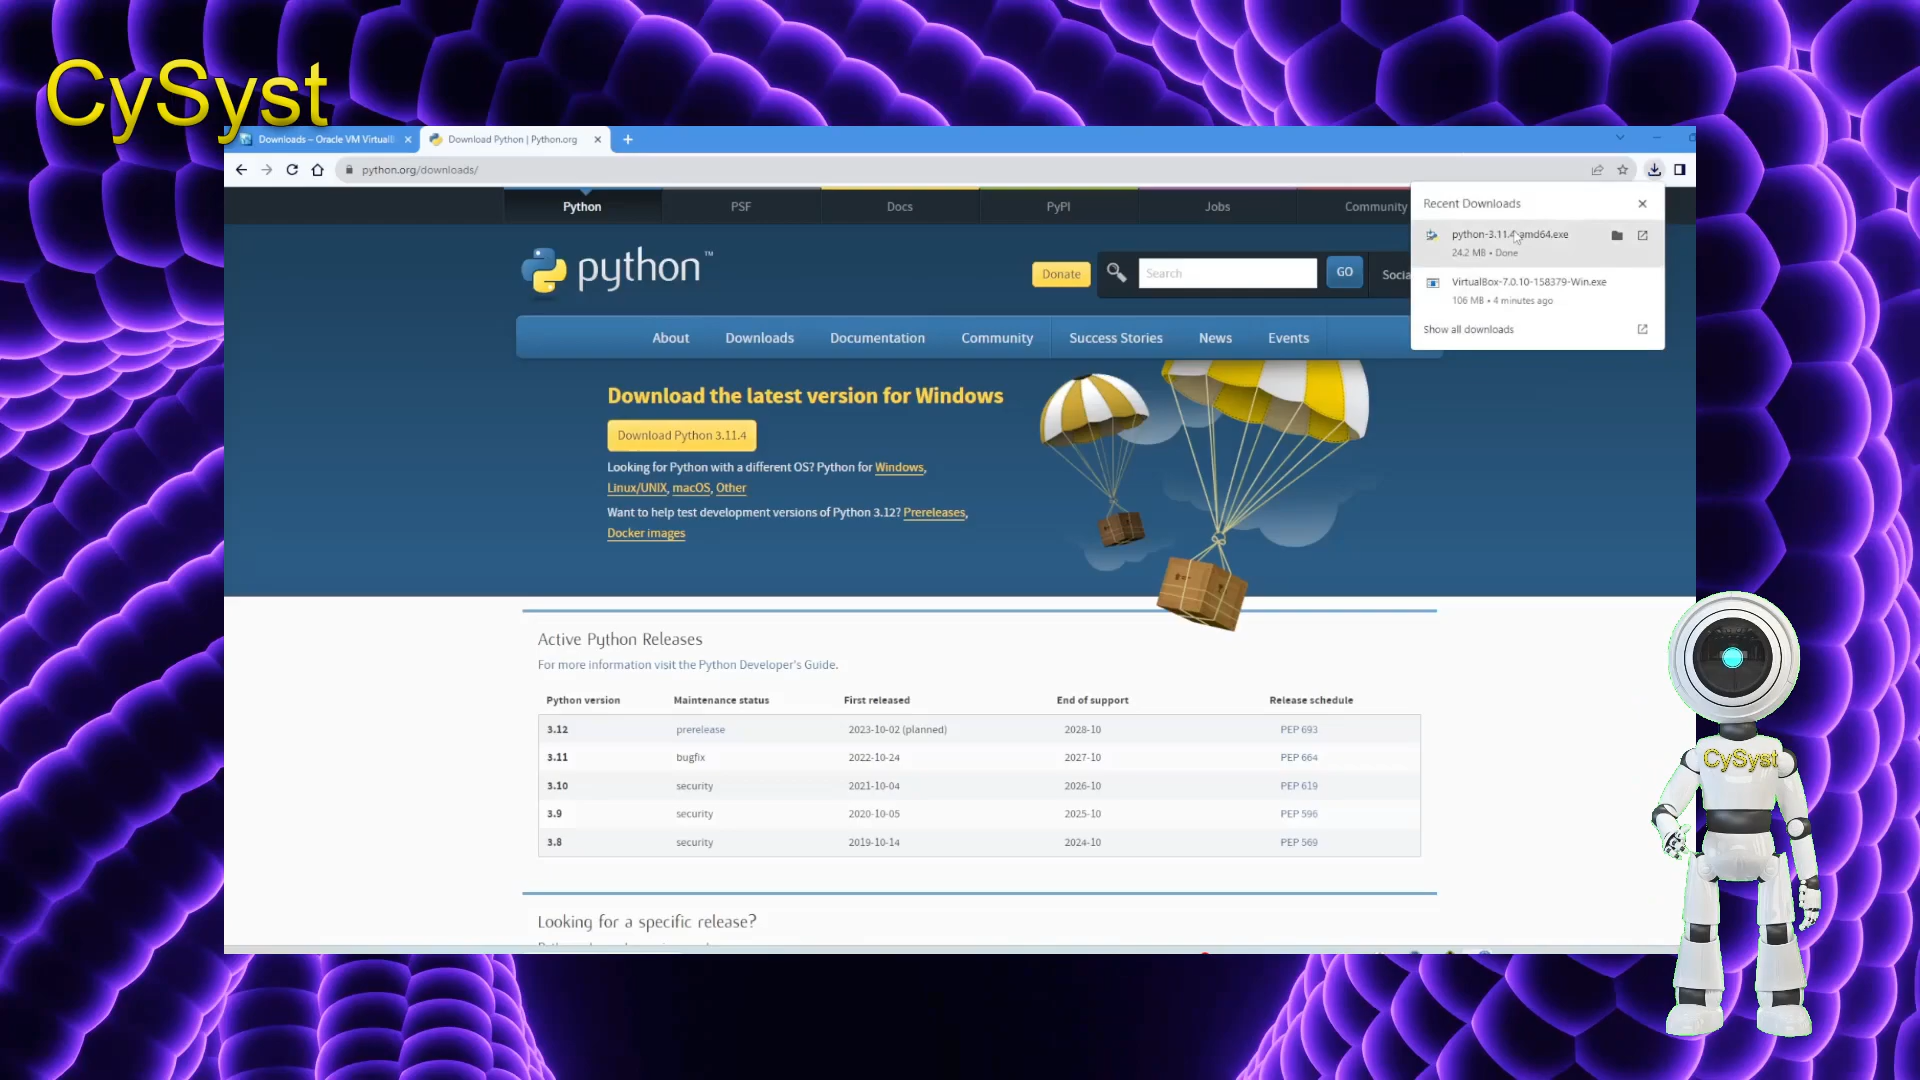 CySyst
Downloads – Oracle VM Virtual
Download Python | Python.org
python.org/downloads/
Python
PSF
Docs
PyPI
Jobs
Community
Recent Downloads
python-3.11.4-amd64.exe
24.2 MB • Done
VirtualBox-7.0.10-158379-Win.exe
106 MB • 4 minutes ago
Show all downloads
python™
Donate
Search
GO
Socia
About
Downloads
Documentation
Community
Success Stories
News
Events
Download the latest version for Windows
Download Python 3.11.4
Looking for Python with a different OS? Python for Windows,
Linux/UNIX, macOS, Other
Want to help test development versions of Python 3.12? Prereleases,
Docker images
Active Python Releases
For more information visit the Python Developer's Guide.
Python version Maintenance status First released End of support Release schedule
3.12 prerelease 2023-10-02 (planned) 2028-10 PEP 693
3.11 bugfix 2022-10-24 2027-10 PEP 664
3.10 security 2021-10-04 2026-10 PEP 619
3.9 security 2020-10-05 2025-10 PEP 596
3.8 security 2019-10-14 2024-10 PEP 569
Looking for a specific release?
CySyst